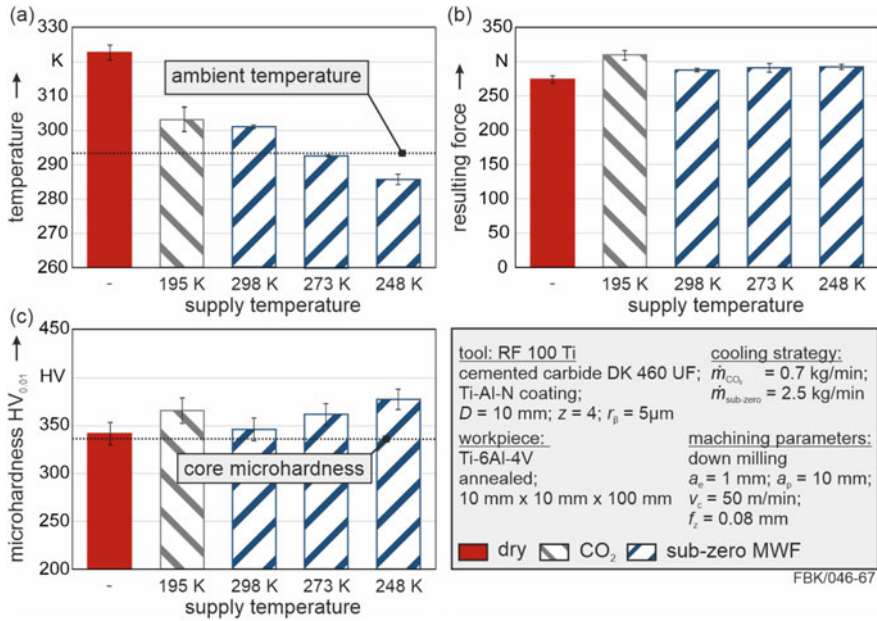 (a)
330
K
320
310
300
290
280
270
260
temperature
ambient temperature
- 195 K 298 K 273 K 248 K
supply temperature
(b)
350
N
250
200
150
100
50
0
resulting force
- 195 K 298 K 273 K 248 K
supply temperature
(c)
450
HV
350
300
250
200
microhardness HV0.01
core microhardness
- 195 K 298 K 273 K 248 K
supply temperature
tool: RF 100 Ti
cemented carbide DK 460 UF;
Ti-Al-N coating;
D = 10 mm; z = 4; rβ = 5µm
cooling strategy:
ṁCO₂ = 0.7 kg/min;
ṁsub-zero = 2.5 kg/min
workpiece:
Ti-6Al-4V
annealed;
10 mm x 10 mm x 100 mm
machining parameters:
down milling
ae = 1 mm; ap = 10 mm;
vc = 50 m/min;
fz = 0.08 mm
dry CO₂ sub-zero MWF
FBK/046-67